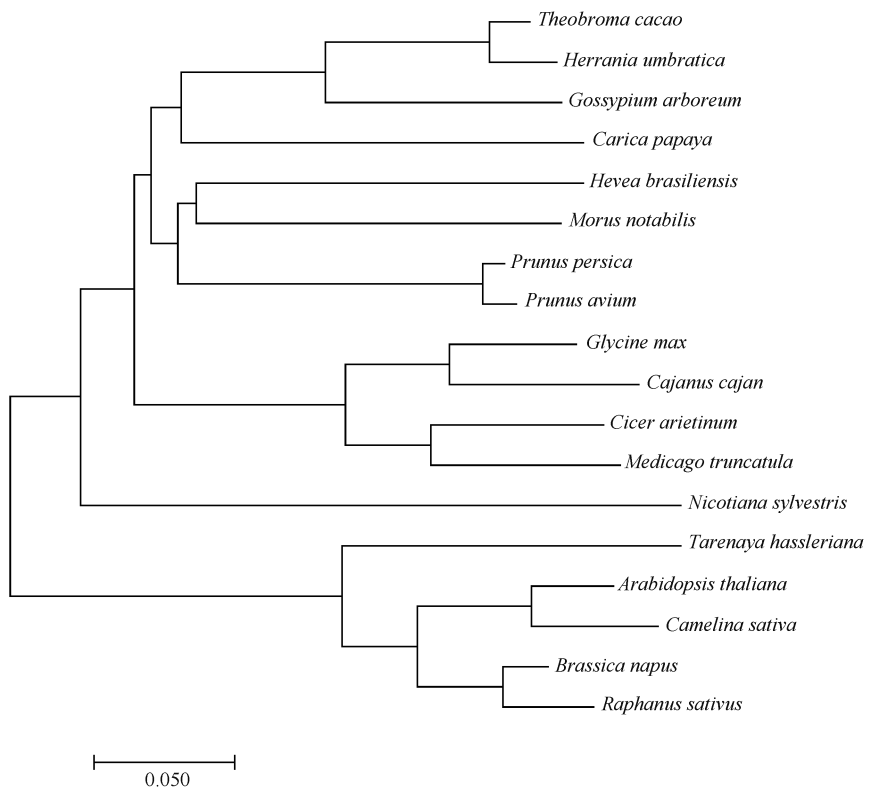 Theobroma cacao
Herrania umbratica
Gossypium arboreum
Carica papaya
Hevea brasiliensis
Morus notabilis
Prunus persica
Prunus avium
Glycine max
Cajanus cajan
Cicer arietinum
Medicago truncatula
Nicotiana sylvestris
Tarenaya hassleriana
Arabidopsis thaliana
Camelina sativa
Brassica napus
Raphanus sativus
0.050